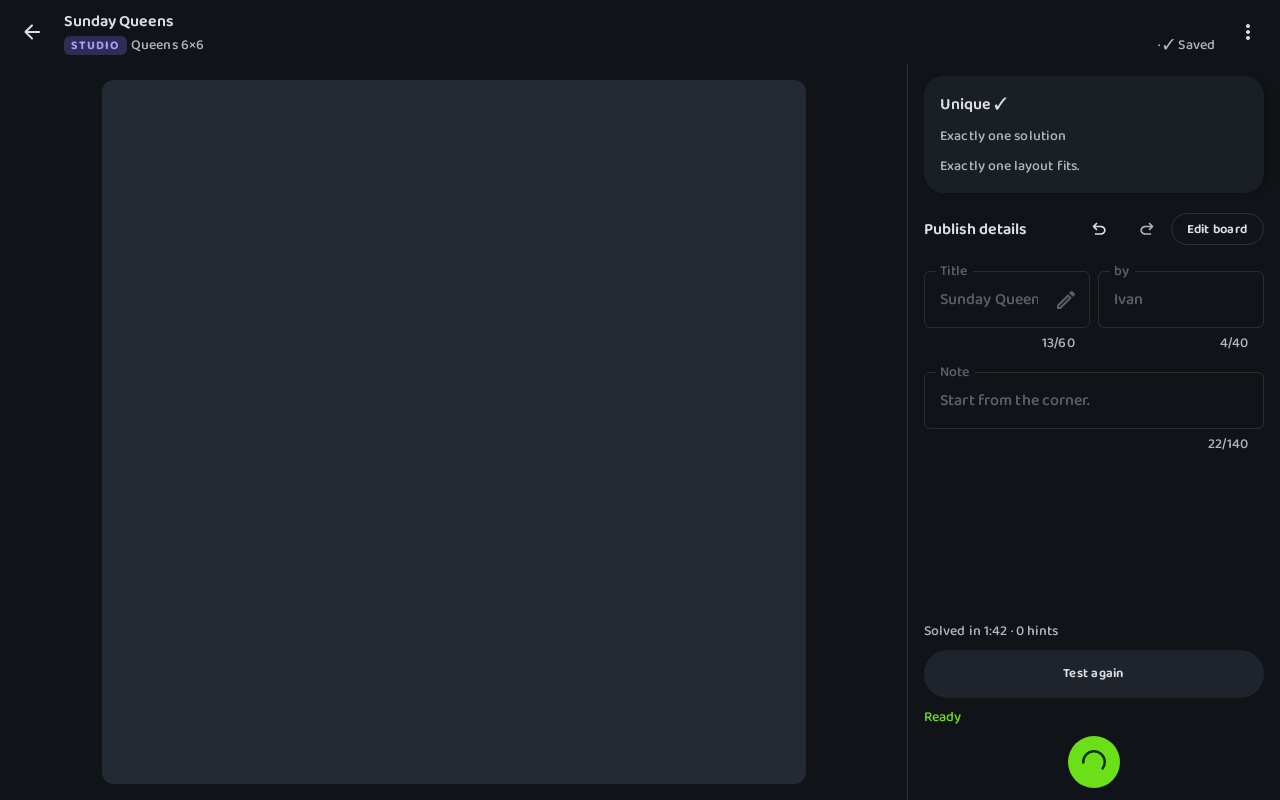 Sunday Queens
STUDIO Queens 6×6
· ✓ Saved
Unique ✓
Exactly one solution
Exactly one layout fits.
Publish details
Edit board
Title
Sunday Queen
by
Ivan
13/60
4/40
Note
Start from the corner.
22/140
Solved in 1:42 · 0 hints
Test again
Ready